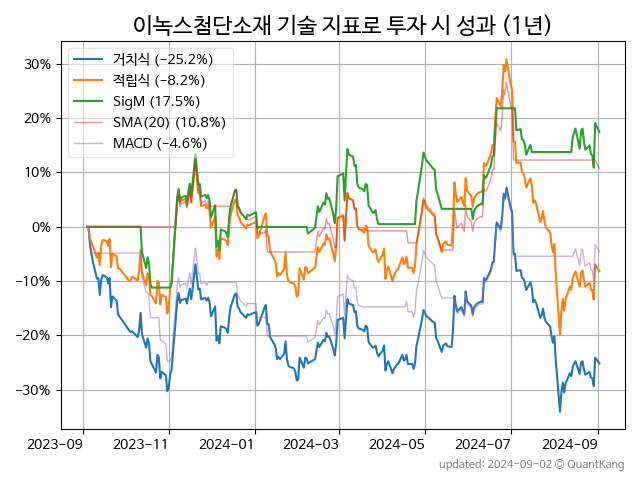 이녹스첨단소재 기술 지표로 투자 시 성과 (1년)
거치식 (−25.2%)
적립식 (−8.2%)
SigM (17.5%)
SMA(20) (10.8%)
MACD (−4.6%)
30%
20%
10%
0%
−10%
−20%
−30%
2023-09 2023-11 2024-01 2024-03 2024-05 2024-07 2024-09
updated: 2024-09-02 © QuantKang